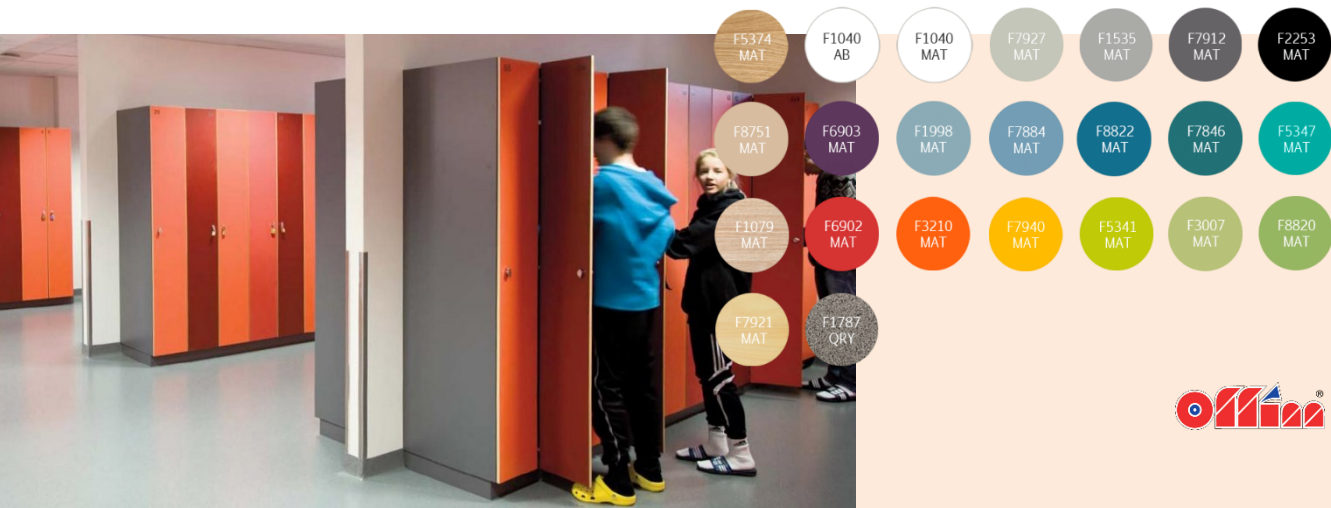 F5374
MAT
F1040
AB
F1040
MAT
F7927
MAT
F1535
MAT
F7912
MAT
F2253
MAT
F8751
MAT
F6903
MAT
F1998
MAT
F7884
MAT
F8822
MAT
F7846
MAT
F5347
MAT
F1079
MAT
F6902
MAT
F3210
MAT
F7940
MAT
F5341
MAT
F3007
MAT
F8820
MAT
F7921
MAT
F1787
QRY
®